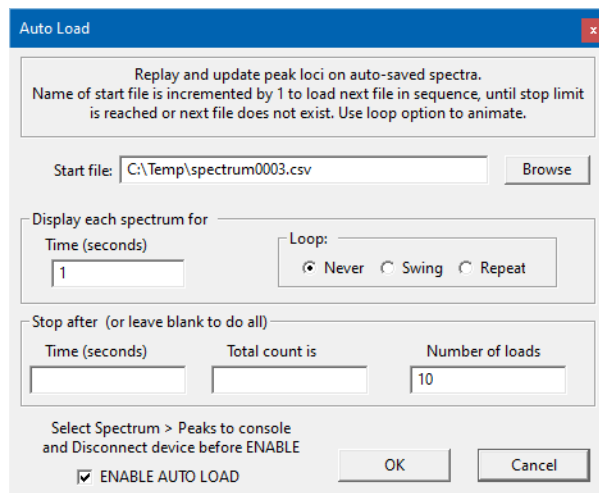 Auto Load
x
Replay and update peak loci on auto-saved spectra.
Name of start file is incremented by 1 to load next file in sequence, until stop limit
is reached or next file does not exist. Use loop option to animate.
Start file: C:\Temp\spectrum0003.csv Browse
Display each spectrum for
Time (seconds)
1
Loop:
Never Swing Repeat
Stop after (or leave blank to do all)
Time (seconds) Total count is Number of loads
10
Select Spectrum > Peaks to console
and Disconnect device before ENABLE
ENABLE AUTO LOAD
OK Cancel